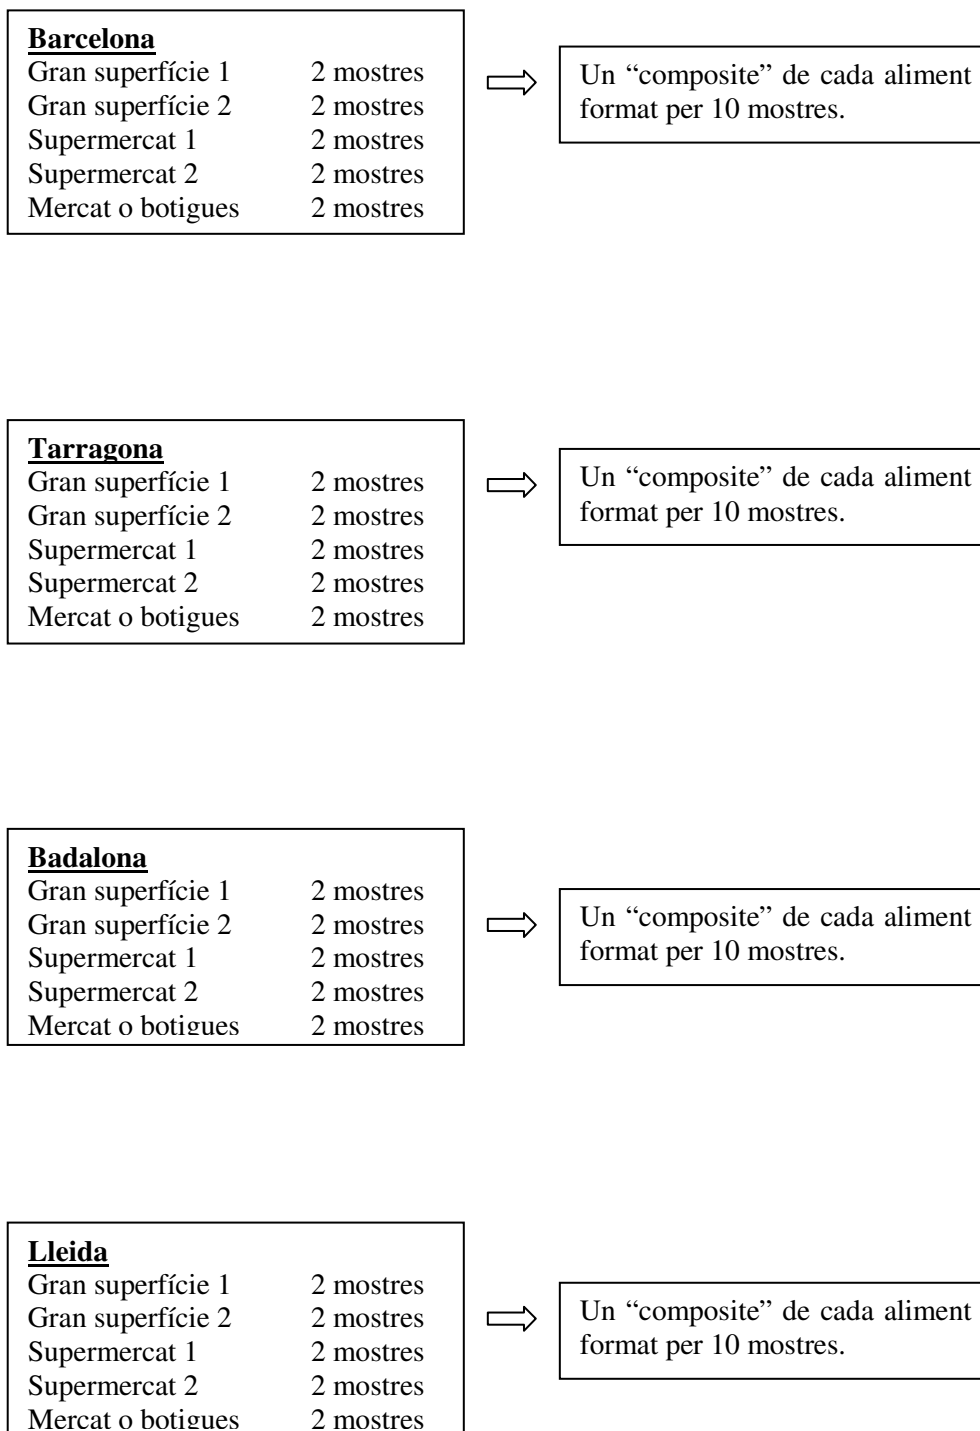 Barcelona
Gran superfície 1 2 mostres
Gran superfície 2 2 mostres
Supermercat 1 2 mostres
Supermercat 2 2 mostres
Mercat o botigues 2 mostres
Un “composite” de cada aliment
format per 10 mostres.
Tarragona
Gran superfície 1 2 mostres
Gran superfície 2 2 mostres
Supermercat 1 2 mostres
Supermercat 2 2 mostres
Mercat o botigues 2 mostres
Un “composite” de cada aliment
format per 10 mostres.
Badalona
Gran superfície 1 2 mostres
Gran superfície 2 2 mostres
Supermercat 1 2 mostres
Supermercat 2 2 mostres
Mercat o botigues 2 mostres
Un “composite” de cada aliment
format per 10 mostres.
Lleida
Gran superfície 1 2 mostres
Gran superfície 2 2 mostres
Supermercat 1 2 mostres
Supermercat 2 2 mostres
Mercat o botigues 2 mostres
Un “composite” de cada aliment
format per 10 mostres.